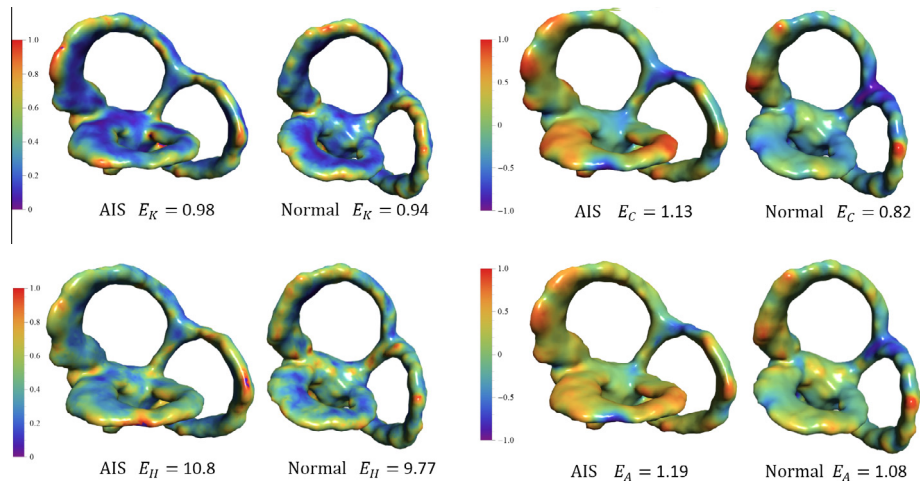 1.0
0.8
0.6
0.4
0.2
0
AIS E_K = 0.98
Normal E_K = 0.94
1.0
0.5
0
−0.5
−1.0
AIS E_C = 1.13
Normal E_C = 0.82
1.0
0.8
0.6
0.4
0.2
0
AIS E_H = 10.8
Normal E_H = 9.77
1.0
0.5
0
−0.5
−1.0
AIS E_A = 1.19
Normal E_A = 1.08